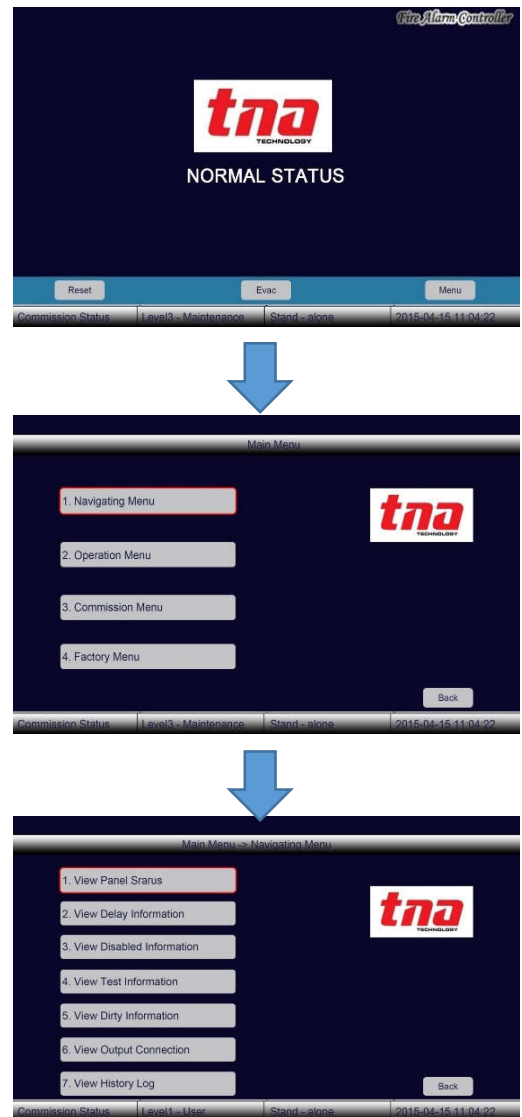 Fire Alarm Controller
tna
TECHNOLOGY
NORMAL STATUS
Reset Evac Menu
Commission Status Level3 - Maintenance Stand - alone 2015-04-15 11:04:22
Main Menu
1. Navigating Menu
tna
TECHNOLOGY
2. Operation Menu
3. Commission Menu
4. Factory Menu
Back
Commission Status Level3 - Maintenance Stand - alone 2015-04-15 11:04:22
Main Menu -> Navigating Menu
1. View Panel Srarus
tna
TECHNOLOGY
2. View Delay Information
3. View Disabled Information
4. View Test Information
5. View Dirty Information
6. View Output Connection
7. View History Log
Back
Commission Status Level1 - User Stand - alone 2015-04-15 11:04:22